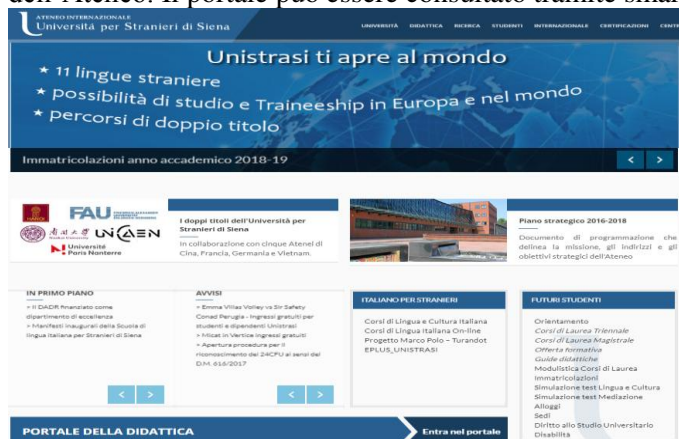 dell'Ateneo. Il portale può essere consultato tramite smar
ATENEO INTERNAZIONALE
Università per Stranieri di Siena
UNIVERSITÀ DIDATTICA RICERCA STUDENTI INTERNAZIONALE CERTIFICAZIONI CENTR
Unistrasi ti apre al mondo
* 11 lingue straniere
* possibilità di studio e Traineeship in Europa e nel mondo
* percorsi di doppio titolo
Immatricolazioni anno accademico 2018-19
< >
FAU
UNICAEN
Université
Paris Nanterre
I doppi titoli dell'Università per
Stranieri di Siena
In collaborazione con cinque Atenei di
Cina, Francia, Germania e Vietnam.
Piano strategico 2016-2018
Documento di programmazione che
delinea la missione, gli indirizzi e gli
obiettivi strategici dell'Ateneo
IN PRIMO PIANO
» Il DADR finanziato come
dipartimento di eccellenza
» Manifesti inaugurali della Scuola di
lingua italiana per Stranieri di Siena
< >
AVVISI
» Emma Villas Volley vs Sir Safety
Conad Perugia - Ingressi gratuiti per
studenti e dipendenti Unistrasi
» Micat in Vertice ingressi gratuiti
» Apertura procedura per il
riconoscimento dei 24CFU ai sensi del
D.M. 616/2017
< >
ITALIANO PER STRANIERI
Corsi di Lingua e Cultura Italiana
Corsi di Lingua Italiana On-line
Progetto Marco Polo – Turandot
EPLUS_UNISTRASI
FUTURI STUDENTI
Orientamento
Corsi di Laurea Triennale
Corsi di Laurea Magistrale
Offerta formativa
Guide didattiche
Modulistica Corsi di Laurea
Immatricolazioni
Simulazione test Lingua e Cultura
Simulazione test Mediazione
Alloggi
Sedi
Diritto allo Studio Universitario
Disabilità
PORTALE DELLA DIDATTICA
Entra nel portale